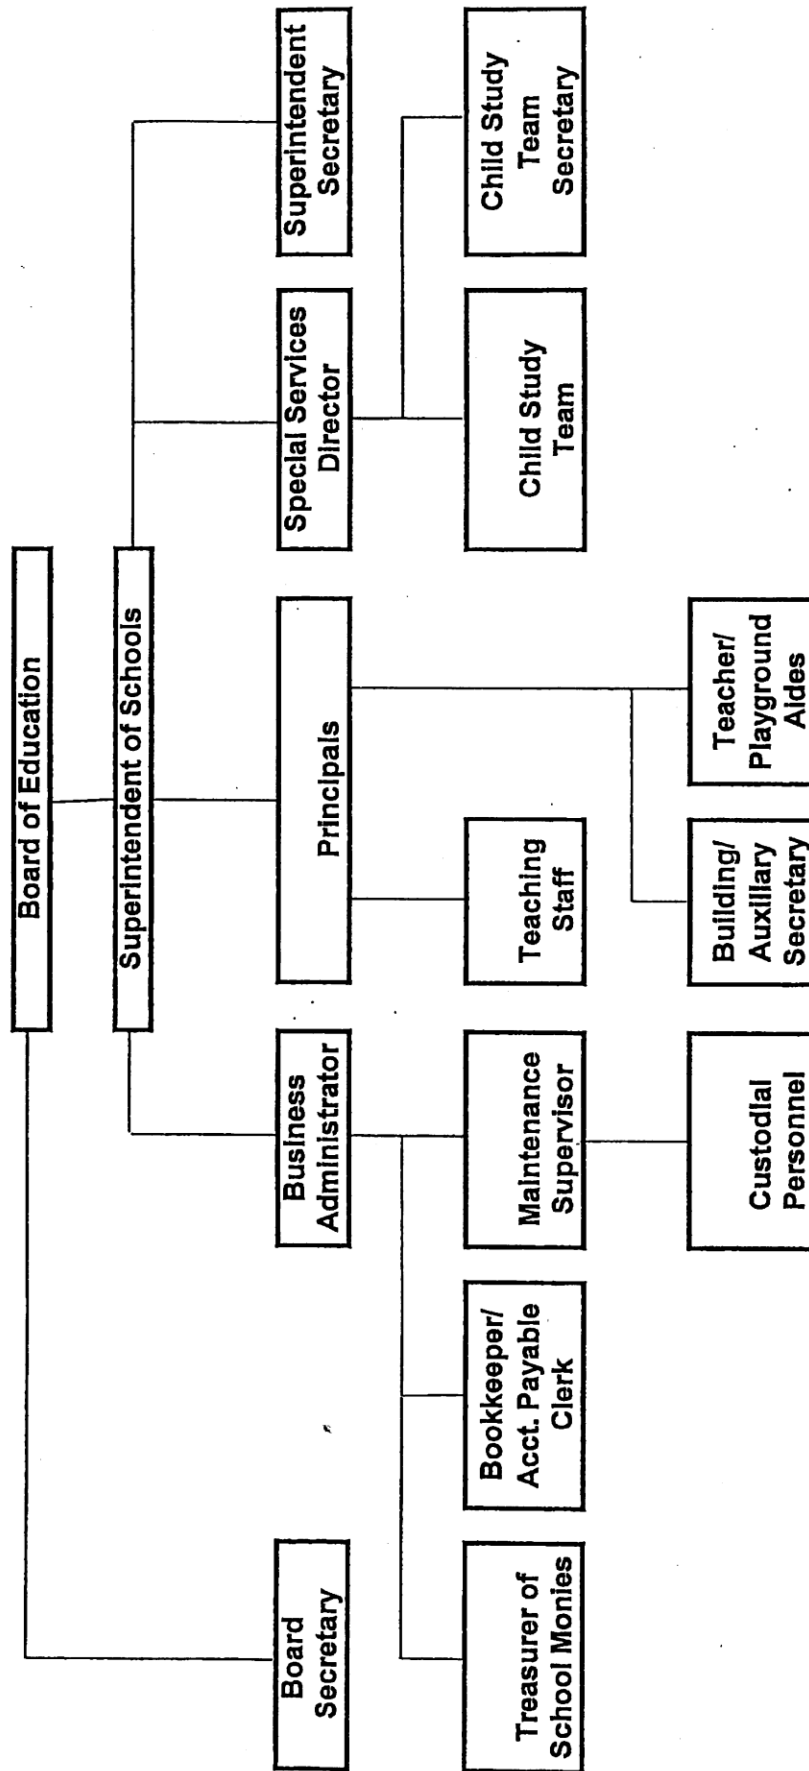 Board of Education
Superintendent of Schools
Board
Secretary
Business
Administrator
Principals
Special Services
Director
Superintendent
Secretary
Treasurer of
School Monies
Bookkeeper/
Acct. Payable
Clerk
Maintenance
Supervisor
Teaching
Staff
Child Study
Team
Child Study
Team
Secretary
Custodial
Personnel
Building/
Auxiliary
Secretary
Teacher/
Playground
Aides